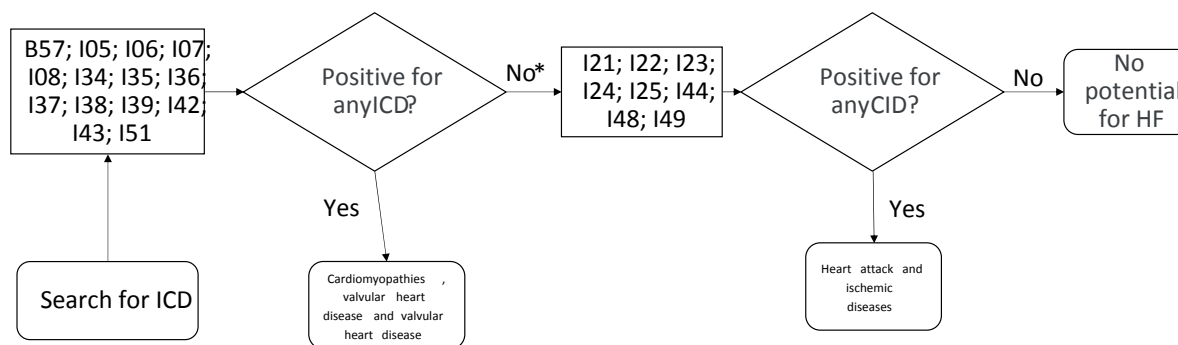 B57; I05; I06; I07;
I08; I34; I35; I36;
I37; I38; I39; I42;
I43; I51
Positive for
anyICD?
No*
I21; I22; I23;
I24; I25; I44;
I48; I49
Positive for
anyCID?
No
No
potential
for HF
Yes
Yes
Search for ICD
Cardiomyopathies ,
valvular heart
disease and valvular
heart disease
Heart attack and
ischemic
diseases